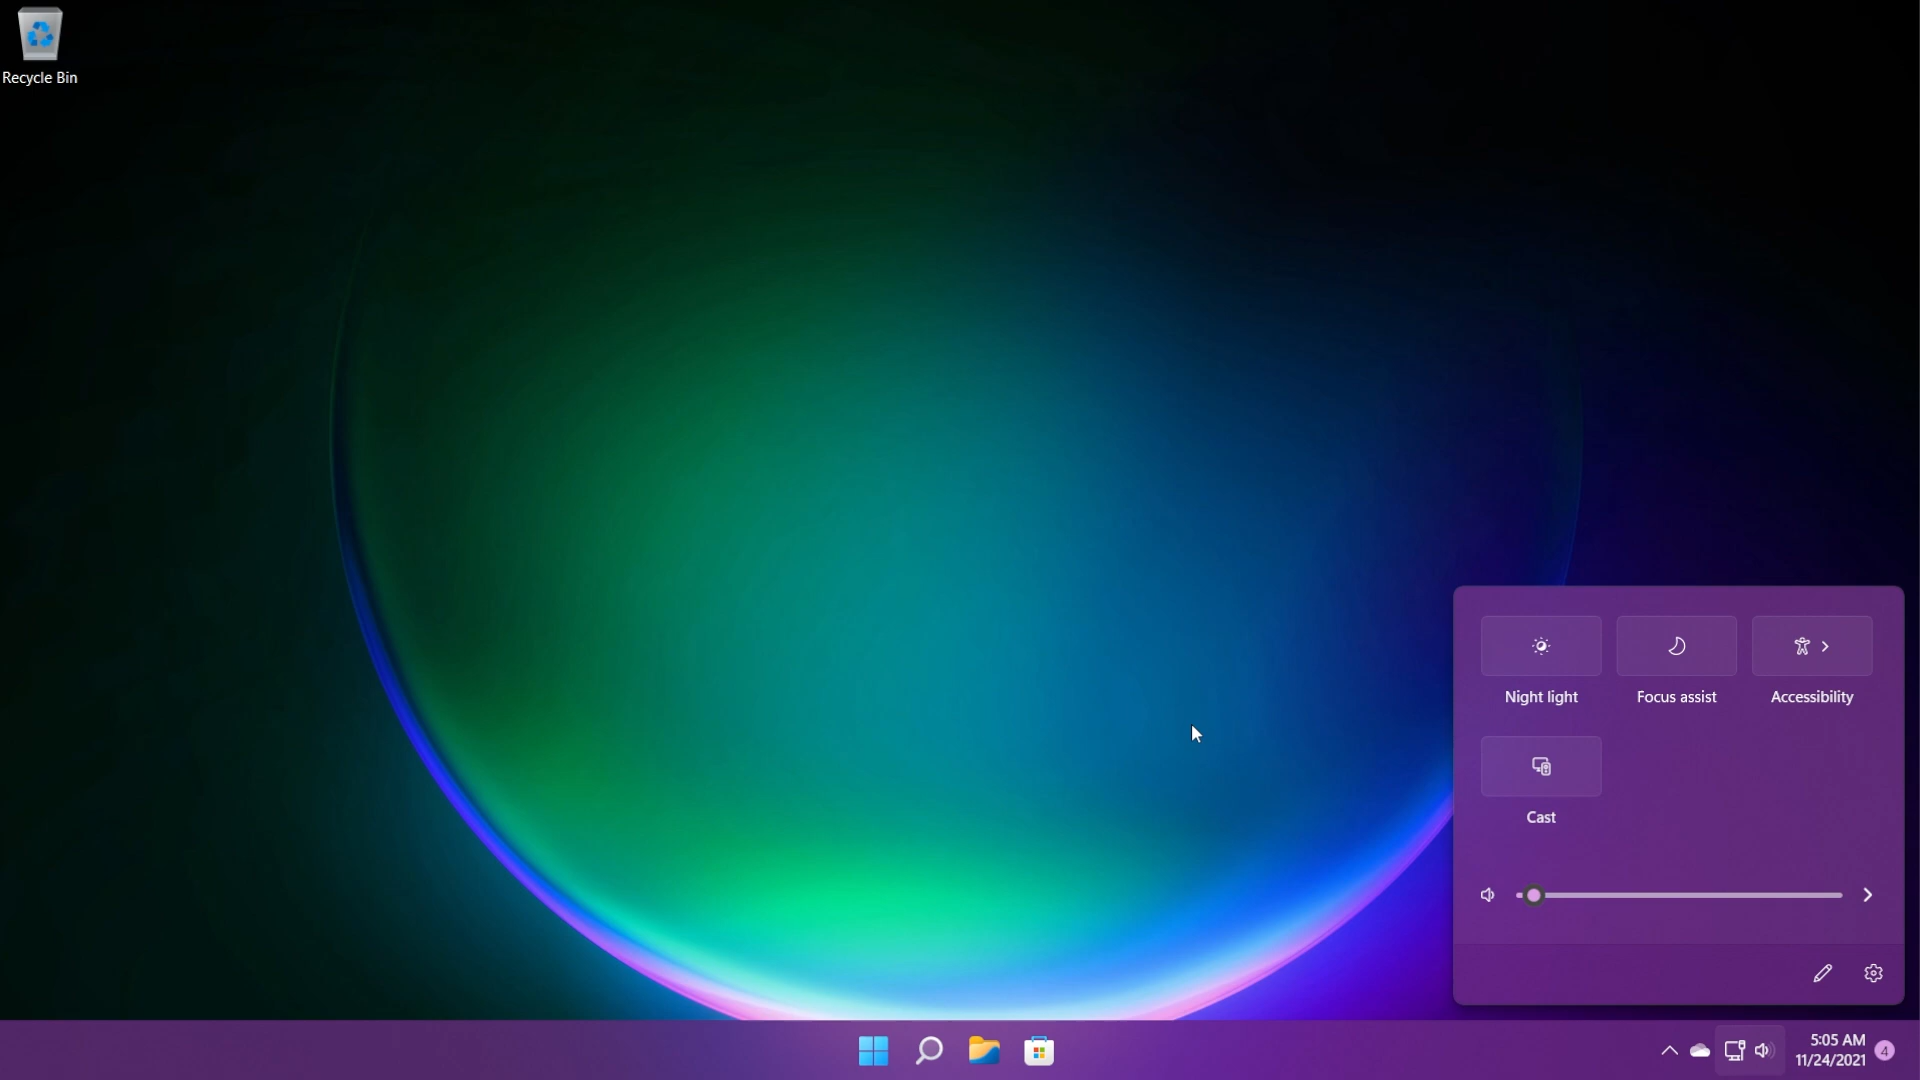 Recycle Bin
Night light
Focus assist
Accessibility
Cast
5:05 AM
11/24/2021
4